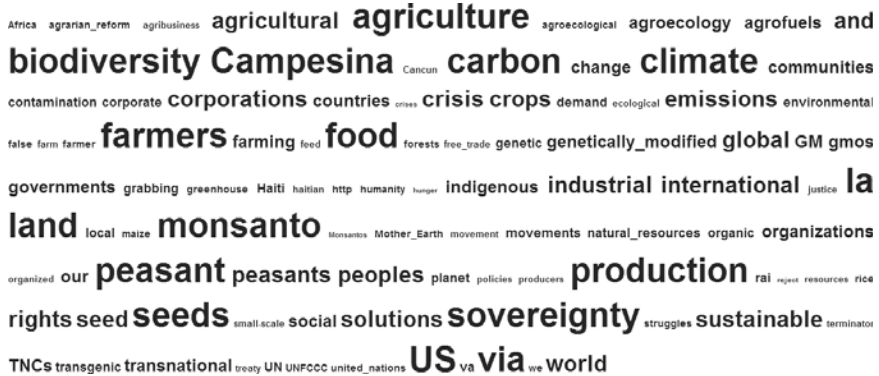 Africa agrarian_reform agribusiness agricultural agriculture agroecological agroecology agrofuels and
biodiversity Campesina Cancun carbon change climate communities
contamination corporate corporations countries crises crisis crops demand ecological emissions environmental
false farm farmer farmers farming feed food forests free_trade genetic genetically_modified global GM gmos
governments grabbing greenhouse Haiti haitian http humanity hunger indigenous industrial international justice la
land local maize monsanto Monsantos Mother_Earth movement movements natural_resources organic organizations
organized our peasant peasants peoples planet policies producers production rai reject resources rice
rights seed seeds small-scale social solutions sovereignty struggles sustainable terminator
TNCs transgenic transnational treaty UN UNFCCC united_nations US va via we world